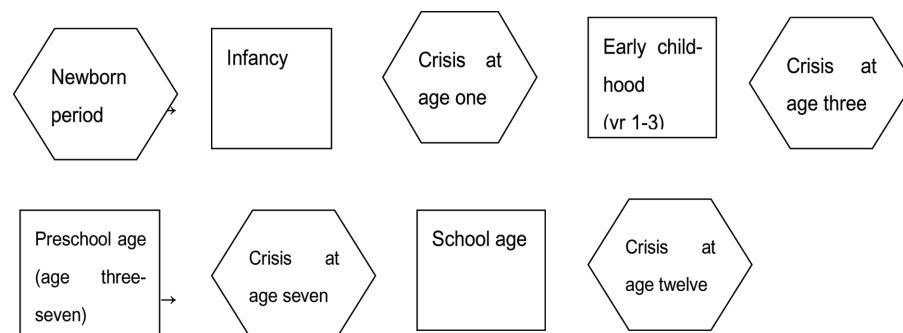 Newborn
period
→
Infancy
Crisis at
age one
Early child-
hood
(yr 1-3)
Crisis at
age three
Preschool age
(age three-
seven)
→
Crisis at
age seven
School age
Crisis at
age twelve